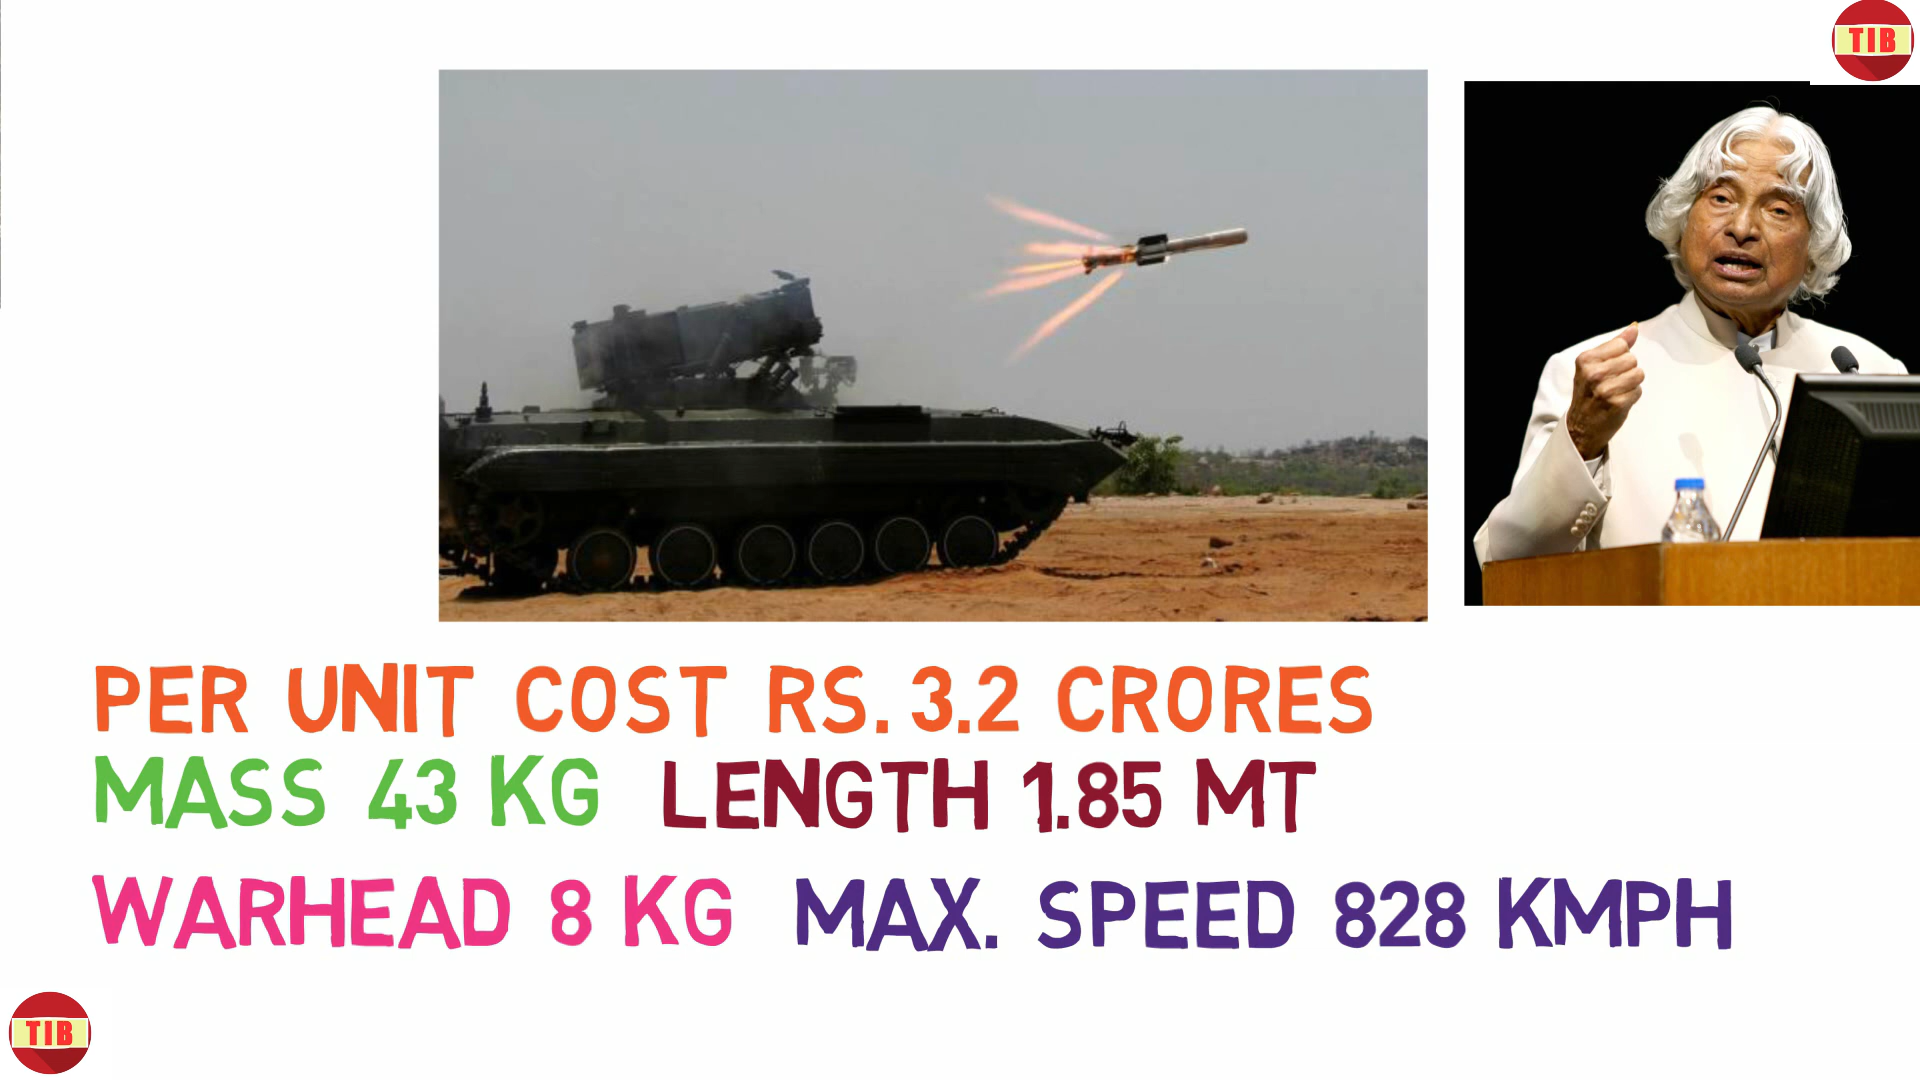 TIB
PER UNIT COST RS. 3.2 CRORES
MASS 43 KG LENGTH 1.85 MT
WARHEAD 8 KG MAX. SPEED 828 KMPH
TIB